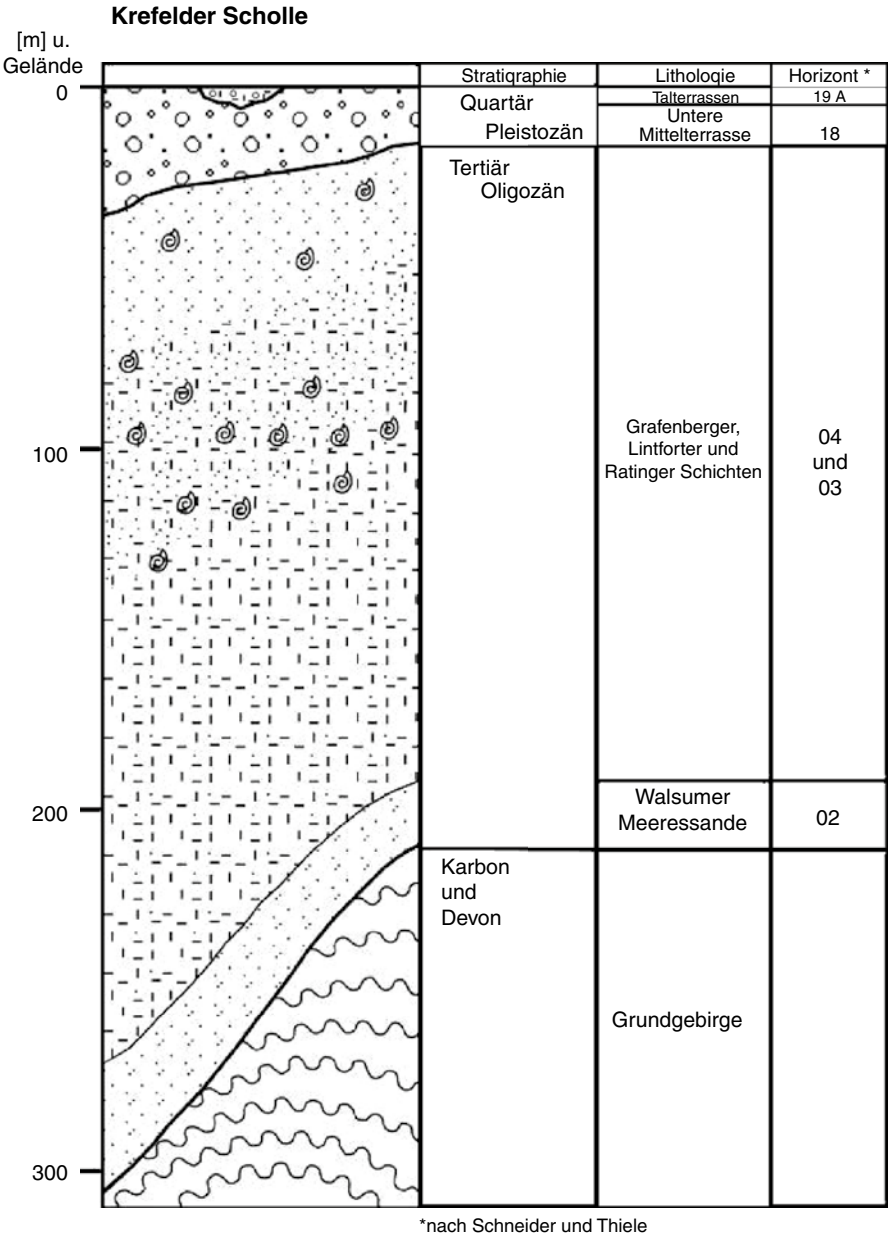 Krefelder Scholle
[m] u.
Gelände
Stratigraphie Lithologie Horizont *
0
Quartär
Pleistozän
Talterrassen 19 A
Untere
Mittelterrasse 18
Tertiär
Oligozän
Grafenberger,
Lintforter und
Ratinger Schichten
04
und
03
100
200
Walsumer
Meeressande
02
Karbon
und
Devon
Grundgebirge
300
*nach Schneider und Thiele